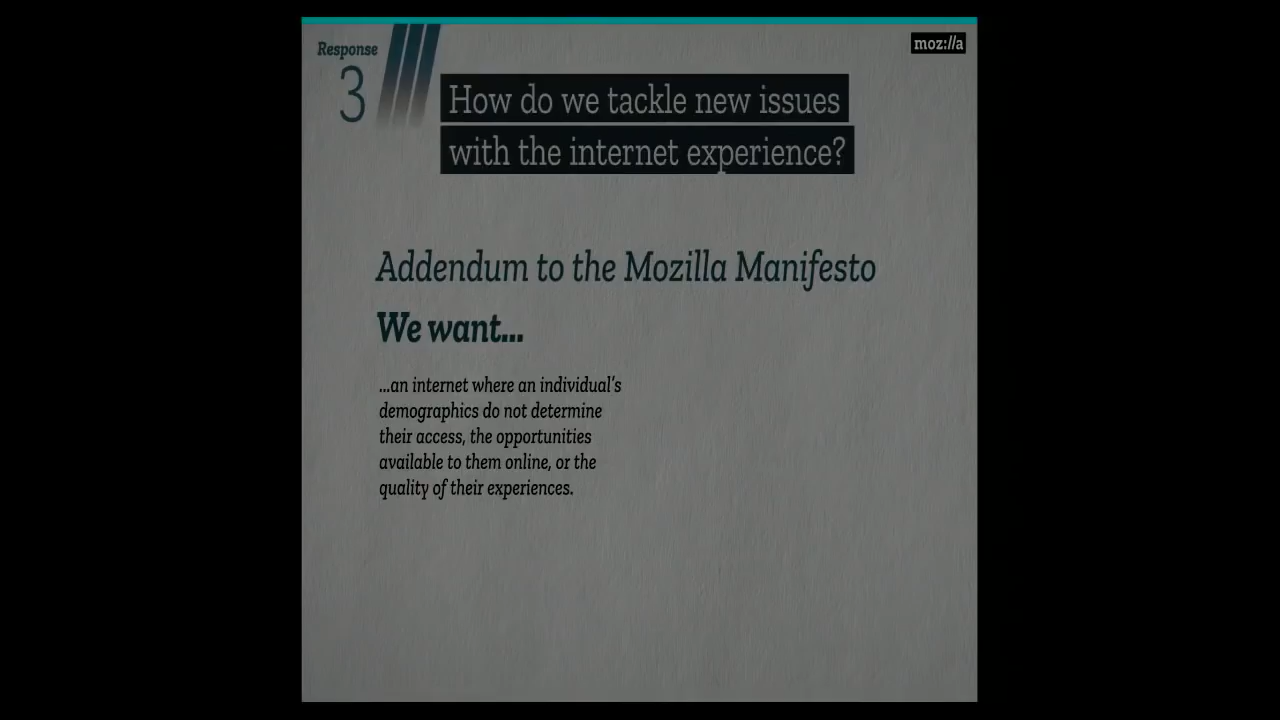 Response
3
moz://a
How do we tackle new issues
with the internet experience?
Addendum to the Mozilla Manifesto
We want...
...an internet where an individual's
demographics do not determine
their access, the opportunities
available to them online, or the
quality of their experiences.